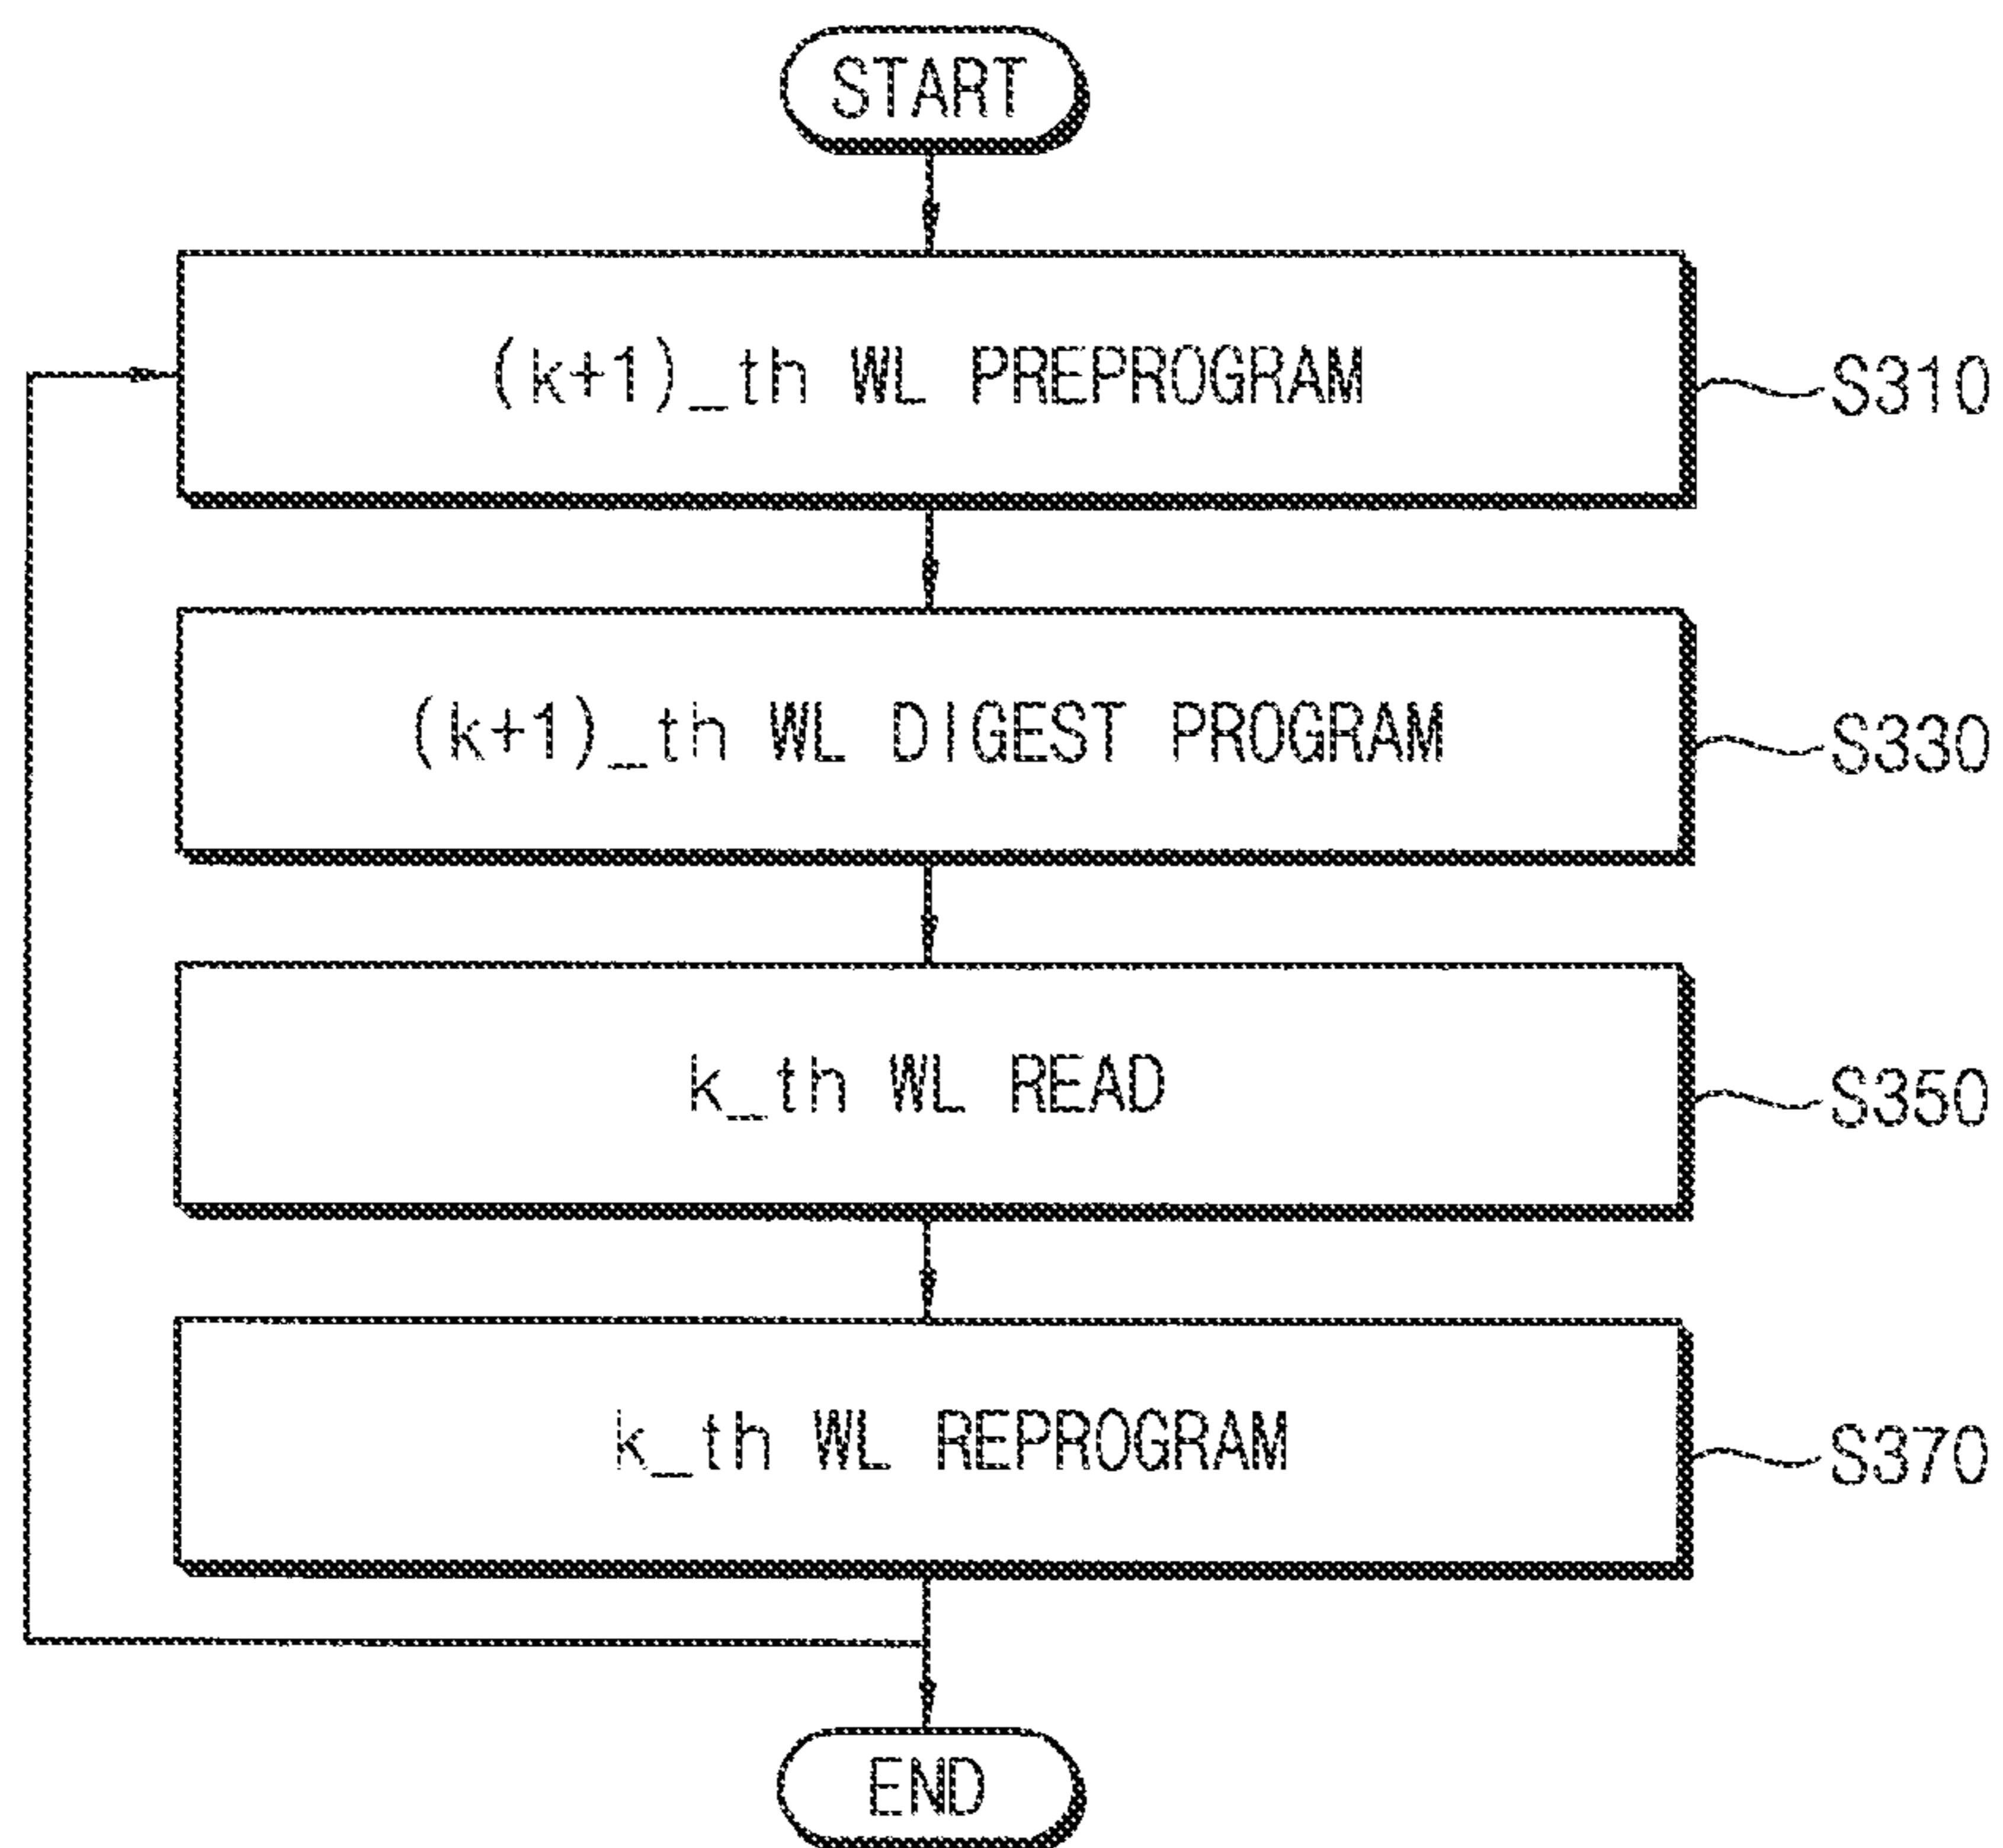 START
(k+1)_th WL PREPROGRAM
S310
(k+1)_th WL DIGEST PROGRAM
S330
k_th WL READ
S350
k_th WL REPROGRAM
S370
END